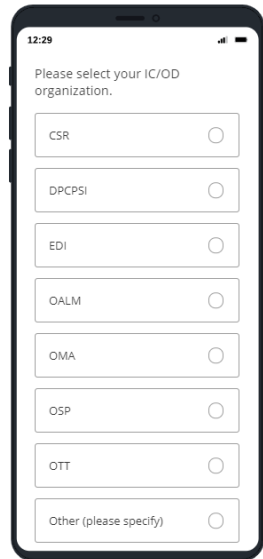 12:29
Please select your IC/OD
organization.
CSR
DPCPSI
EDI
OALM
OMA
OSP
OTT
Other (please specify)